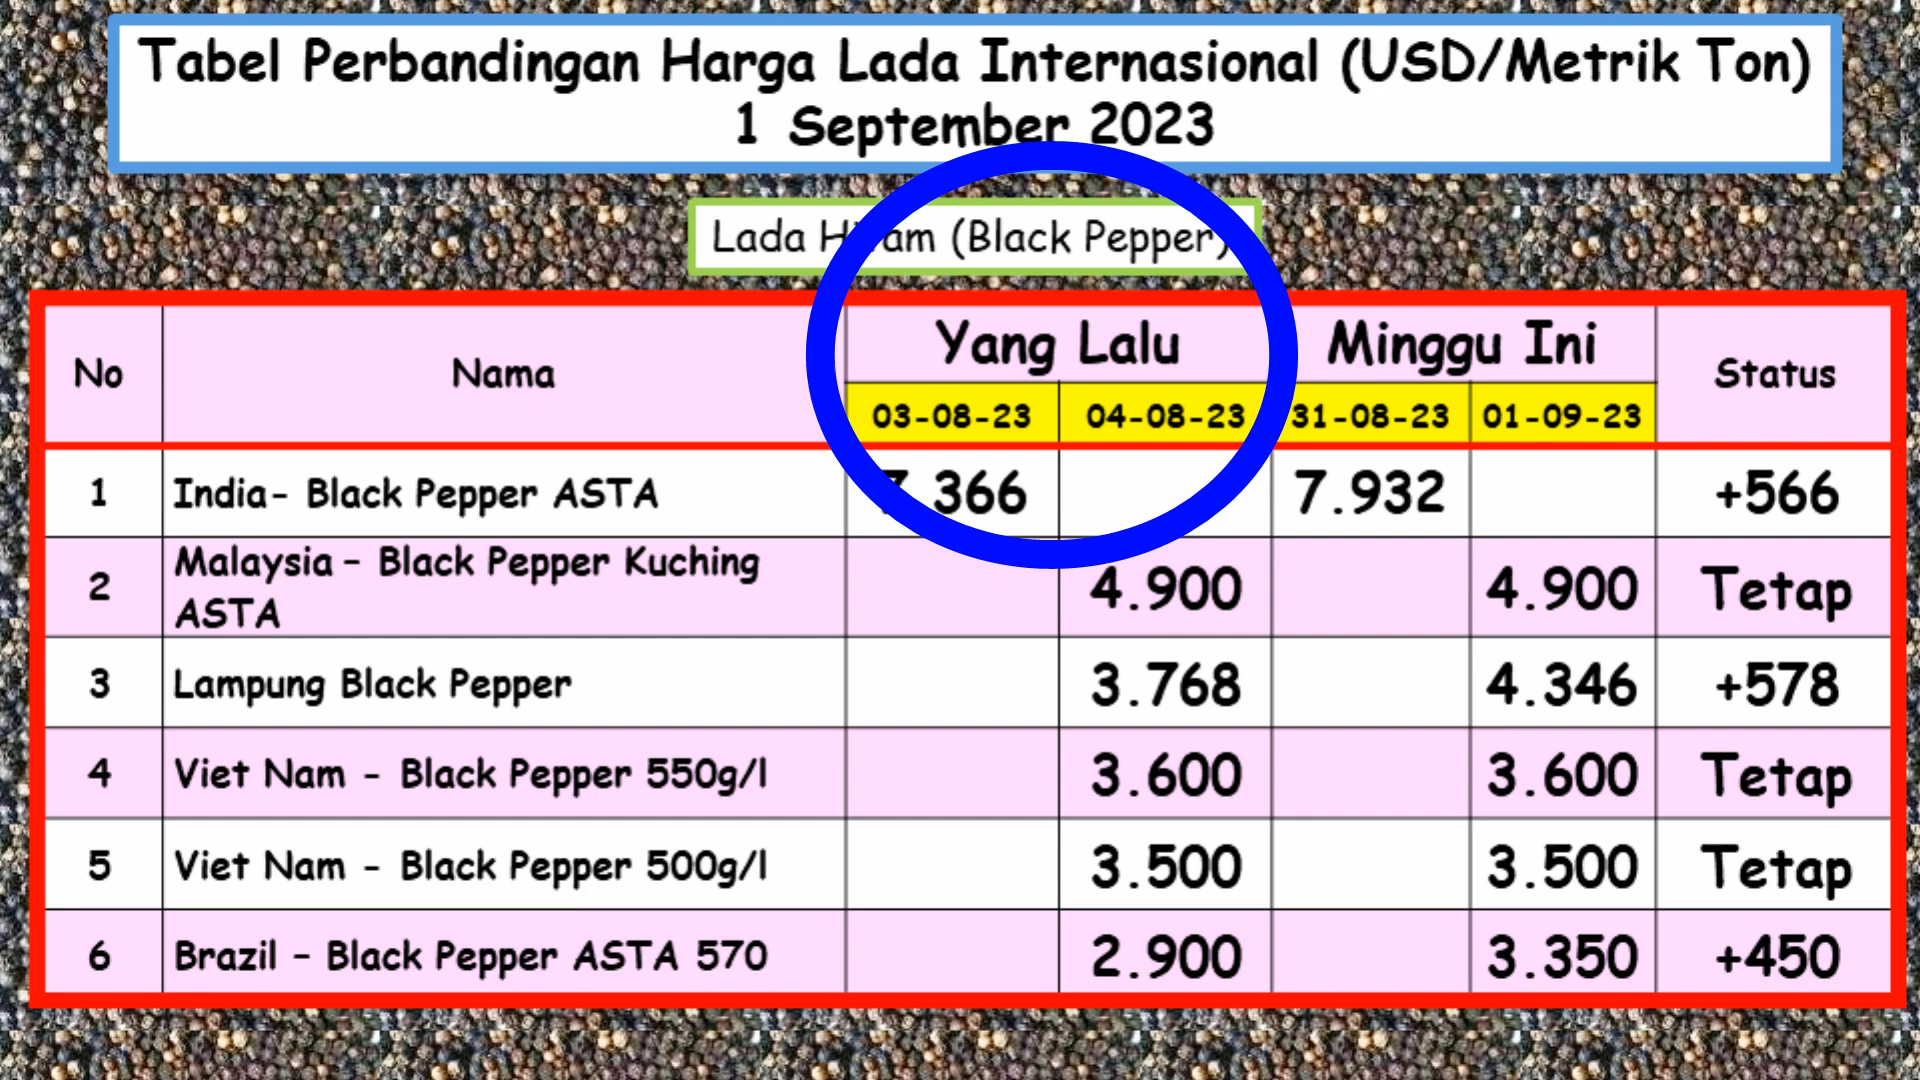 Tabel Perbandingan Harga Lada Internasional (USD/Metrik Ton)
1 September 2023
Lada (Black Pepper)
No Nama Yang Lalu Minggu Ini Status
03-08-23 04-08-23 31-08-23 01-09-23
1 India- Black Pepper ASTA 7.366 7.932 +566
2 Malaysia - Black Pepper Kuching
ASTA 4.900 4.900 Tetap
3 Lampung Black Pepper 3.768 4.346 +578
4 Viet Nam - Black Pepper 550g/l 3.600 3.600 Tetap
5 Viet Nam - Black Pepper 500g/l 3.500 3.500 Tetap
6 Brazil - Black Pepper ASTA 570 2.900 3.350 +450